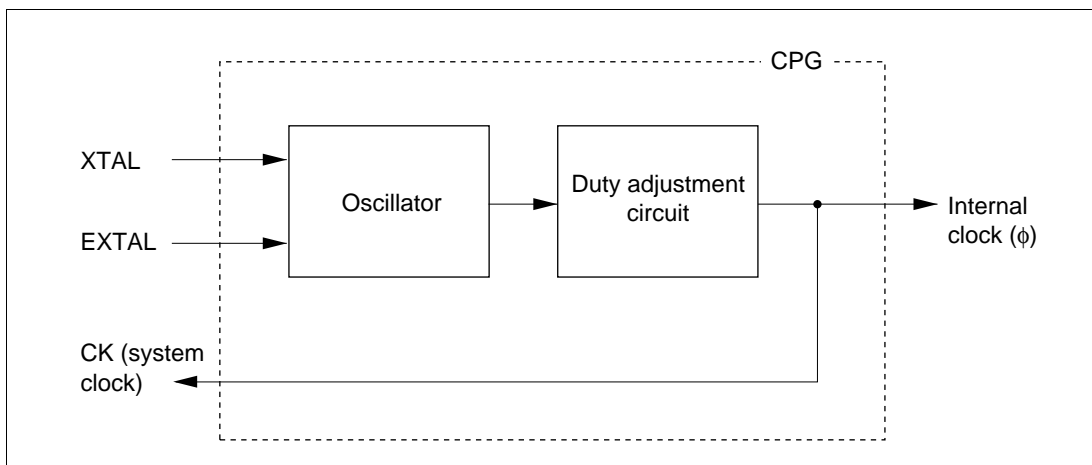 CPG
XTAL
EXTAL
Oscillator
Duty adjustment
circuit
Internal
clock (ϕ)
CK (system
clock)